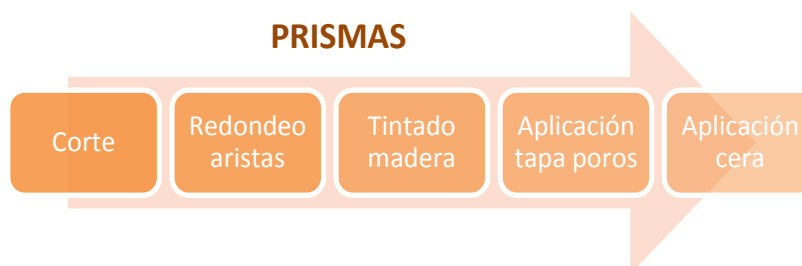 PRISMAS
Corte
Redondeo
aristas
Tintado
madera
Aplicación
tapa poros
Aplicación
cera